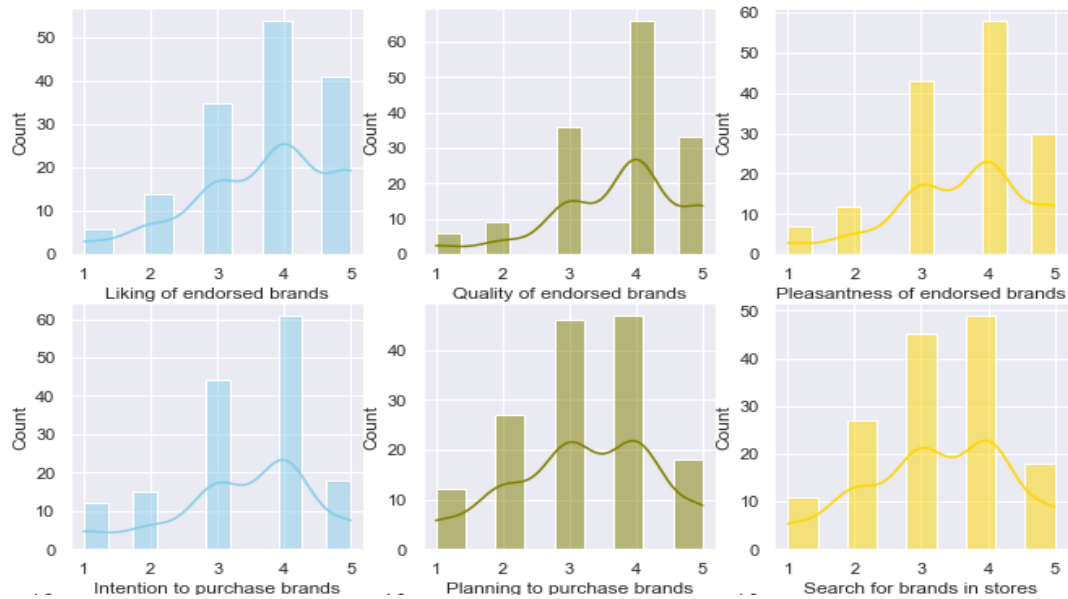 50
40
30
20
10
0
Count
1 2 3 4 5
Liking of endorsed brands
60
50
40
30
20
10
0
Count
1 2 3 4 5
Quality of endorsed brands
60
50
40
30
20
10
0
Count
1 2 3 4 5
Pleasantness of endorsed brands
60
50
40
30
20
10
0
Count
1 2 3 4 5
Intention to purchase brands
40
30
20
10
0
Count
1 2 3 4 5
Planning to purchase brands
50
40
30
20
10
0
Count
1 2 3 4 5
Search for brands in stores